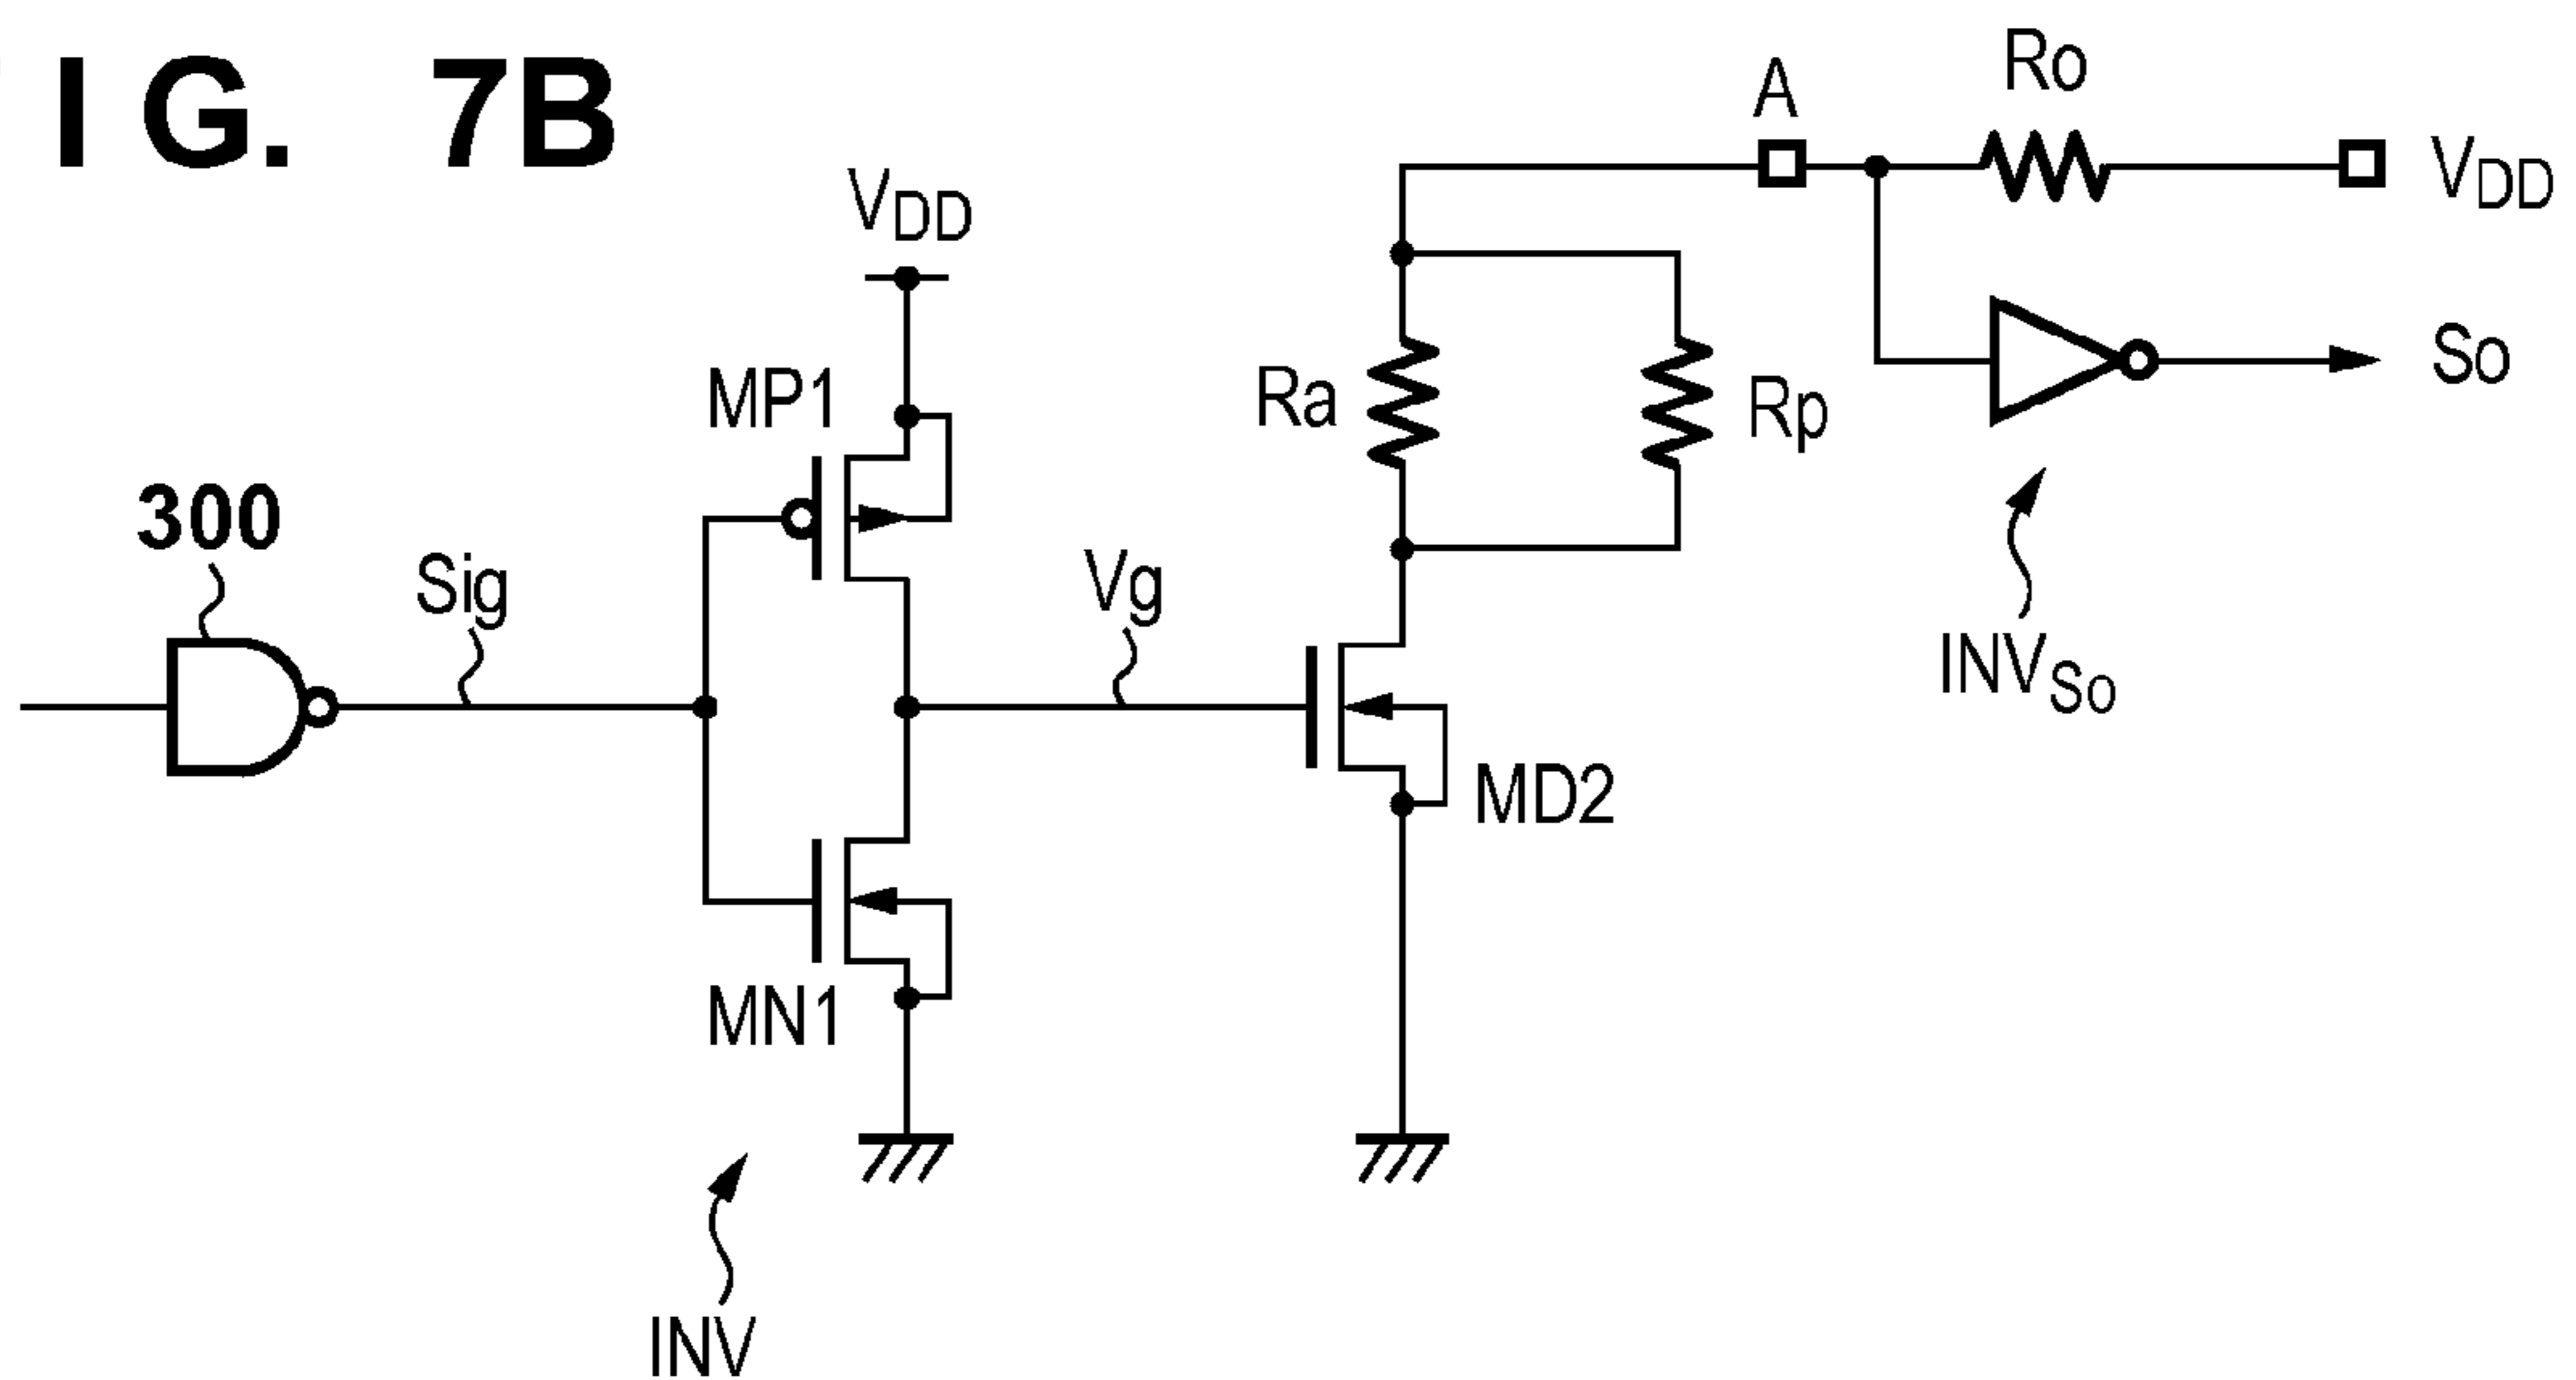 I G. 7B
A
Ro
VDD
VDD
So
MP1
Ra
Rp
300
Sig
Vg
INVSo
MD2
MN1
INV